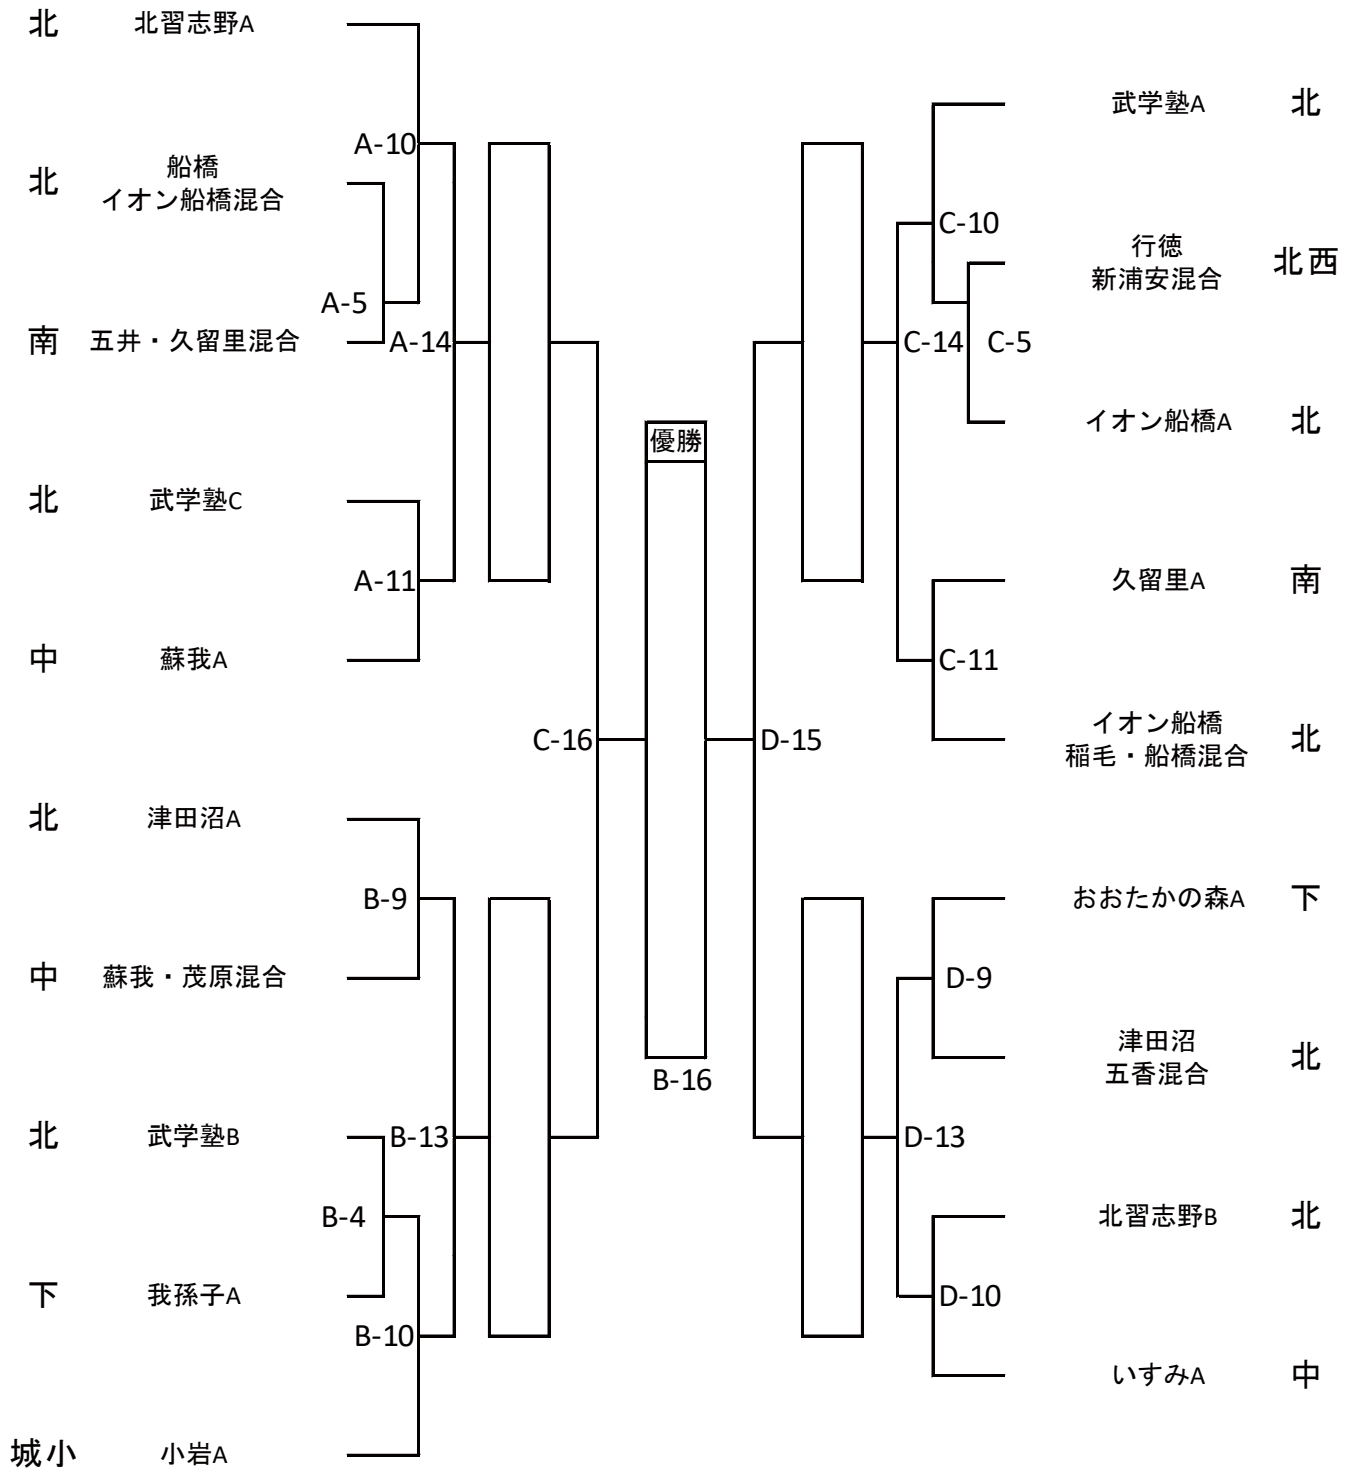 北 北習志野A
A-10
北 船橋
イオン船橋混合
A-5
南 五井・久留里混合
A-14
北 武学塾C
A-11
中 蘇我A
C-16
北 津田沼A
B-9
中 蘇我・茂原混合
北 武学塾B
B-13
B-4
下 我孫子A
B-10
城小 小岩A
優勝
B-16
武学塾A 北
C-10
行徳
新浦安混合 北西
C-14 C-5
イオン船橋A 北
久留里A 南
C-11
D-15
イオン船橋
稲毛・船橋混合 北
おおたかの森A 下
D-9
津田沼
五香混合 北
D-13
北習志野B 北
D-10
いすみA 中